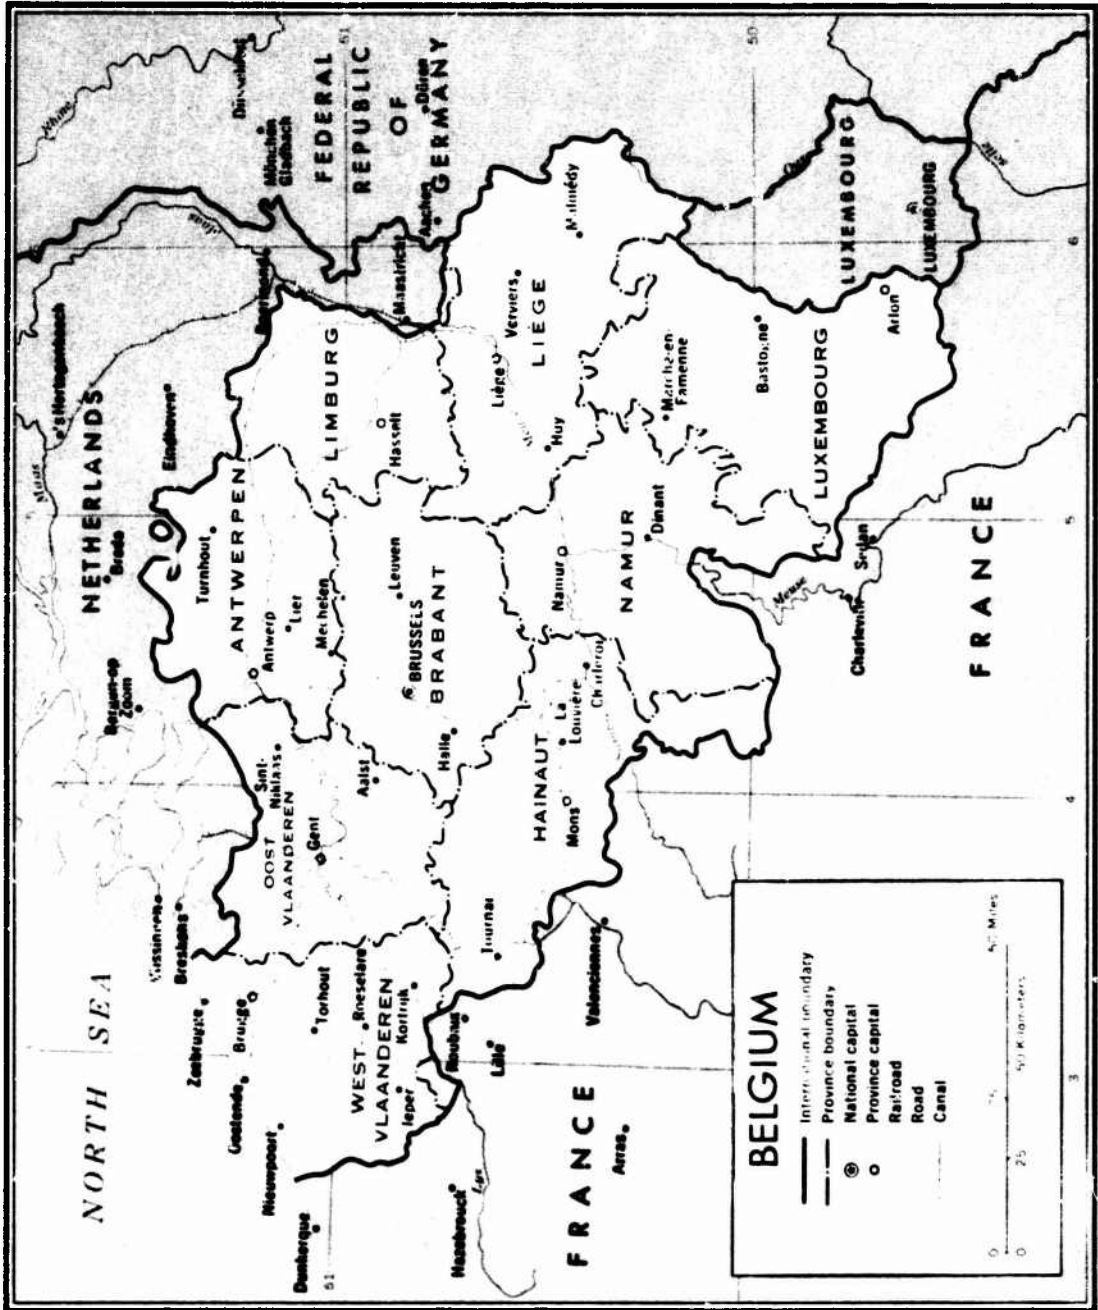 NORTH SEA
NETHERLANDS
FEDERAL
REPUBLIC
OF
GERMANY
FRANCE
FRANCE
LUXEMBOURG
LUXEMBOURG
Rhine
Maas
Meuse
Lys
's Hertogenbosch
Breda
Bergen-op
Zoom
Eindhoven
Breskens
Mönchen
Gladbach
Düren
Aachen
Maastricht
Dunkerque
Hazebrouck
Roubaix
Lille
Arras
Valenciennes
Charleville
Sedan
WEST-
VLAANDEREN
Zeebrugge
Brugge
Oostende
Nieuwpoort
Torhout
Roeselare
Kortrijk
Ieper
OOST
VLAANDEREN
Sint-
Niklaas
Gent
Aalst
ANTWERPEN
Turnhout
Antwerp
Lier
Mechelen
LIMBURG
Hasselt
BRABANT
BRUSSELS
Leuven
Halle
HAINAUT
Tournai
Mons
La
Louvière
Charleroi
NAMUR
Namur
Dinant
LIÈGE
Liège
Verviers
Huy
Malmédy
LUXEMBOURG
Marche-en-
Famenne
Bastogne
Arlon
51
50
6
5
4
3
51
BELGIUM
International boundary
Province boundary
National capital
Province capital
Railroad
Road
Canal
0 25 50 Miles
0 25 50 Kilometers